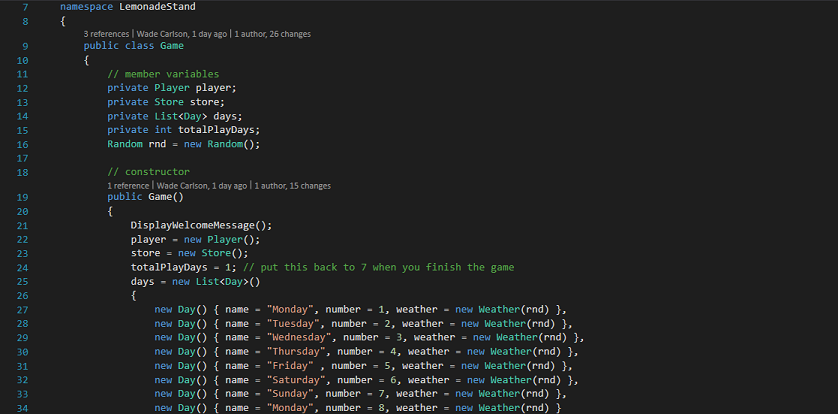 7 namespace LemonadeStand
8 {
3 references | Wade Carlson, 1 day ago | 1 author, 26 changes
9 public class Game
10 {
11 // member variables
12 private Player player;
13 private Store store;
14 private List<Day> days;
15 private int totalPlayDays;
16 Random rnd = new Random();
17
18 // constructor
1 reference | Wade Carlson, 1 day ago | 1 author, 15 changes
19 public Game()
20 {
21 DisplayWelcomeMessage();
22 player = new Player();
23 store = new Store();
24 totalPlayDays = 1; // put this back to 7 when you finish the game
25 days = new List<Day>()
26 {
27 new Day() { name = "Monday", number = 1, weather = new Weather(rnd) },
28 new Day() { name = "Tuesday", number = 2, weather = new Weather(rnd) },
29 new Day() { name = "Wednesday", number = 3, weather = new Weather(rnd) },
30 new Day() { name = "Thursday", number = 4, weather = new Weather(rnd) },
31 new Day() { name = "Friday" , number = 5, weather = new Weather(rnd) },
32 new Day() { name = "Saturday", number = 6, weather = new Weather(rnd) },
33 new Day() { name = "Sunday", number = 7, weather = new Weather(rnd) },
34 new Day() { name = "Monday", number = 8, weather = new Weather(rnd) }